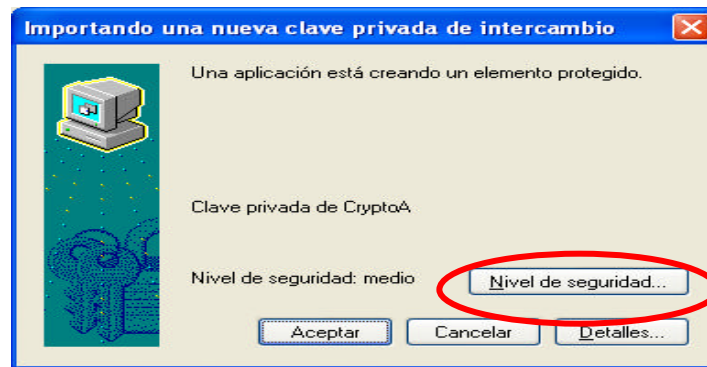 Importando una nueva clave privada de intercambio
Una aplicación está creando un elemento protegido.
Clave privada de CryptoA
Nivel de seguridad: medio
Nivel de seguridad...
Aceptar
Cancelar
Detalles...